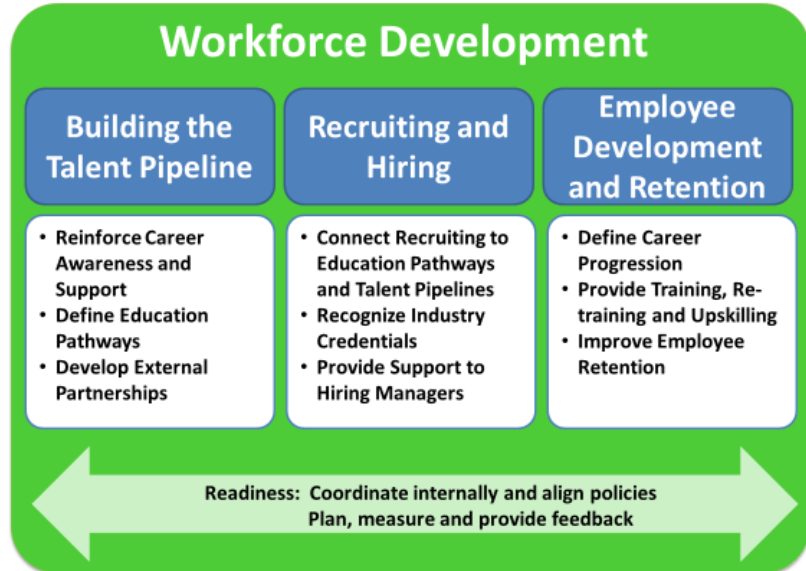 Workforce Development
Building the
Talent Pipeline
• Reinforce Career
Awareness and
Support
• Define Education
Pathways
• Develop External
Partnerships
Recruiting and
Hiring
• Connect Recruiting to
Education Pathways
and Talent Pipelines
• Recognize Industry
Credentials
• Provide Support to
Hiring Managers
Employee
Development
and Retention
• Define Career
Progression
• Provide Training, Re-
training and Upskilling
• Improve Employee
Retention
Readiness: Coordinate internally and align policies
Plan, measure and provide feedback